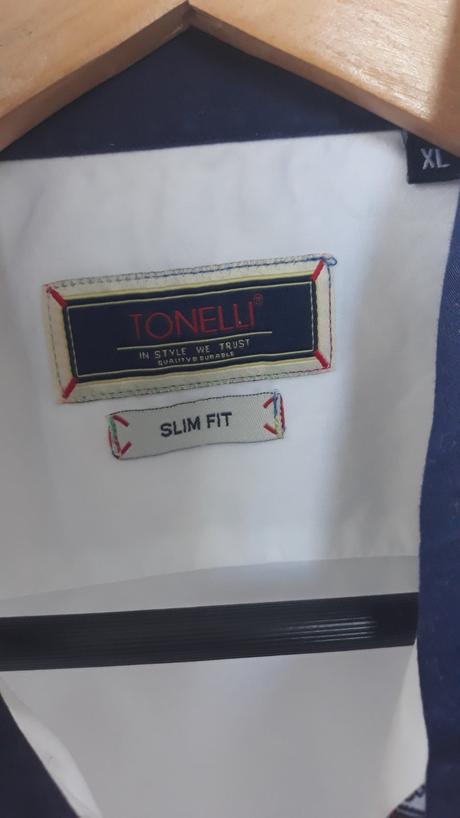 XL
TONELLI®
IN STYLE WE TRUST
QUALITY & DURABLE
SLIM FIT